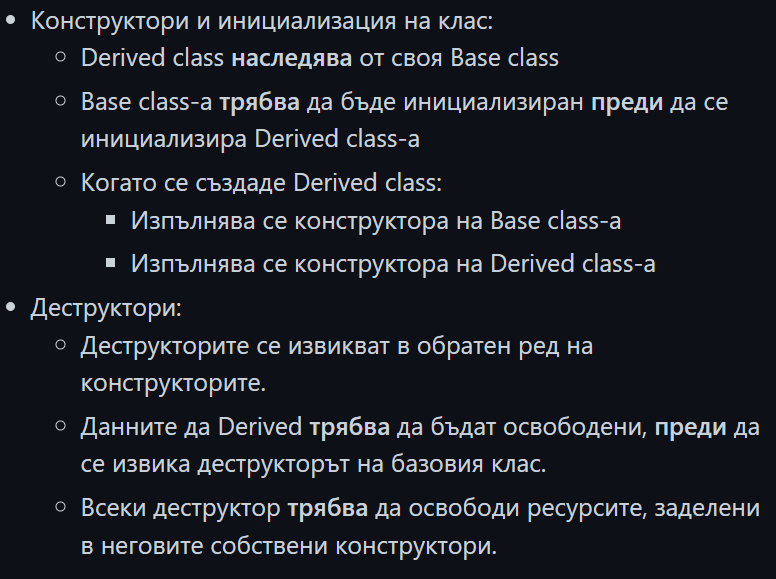 Конструктори и инициализация на клас:
Derived class наследява от своя Base class
Base class-а трябва да бъде инициализиран преди да се
инициализира Derived class-а
Когато се създаде Derived class:
Изпълнява се конструктора на Base class-а
Изпълнява се конструктора на Derived class-а
Деструктори:
Деструкторите се извикват в обратен ред на
конструкторите.
Данните да Derived трябва да бъдат освободени, преди да
се извика деструкторът на базовия клас.
Всеки деструктор трябва да освободи ресурсите, заделени
в неговите собствени конструктори.